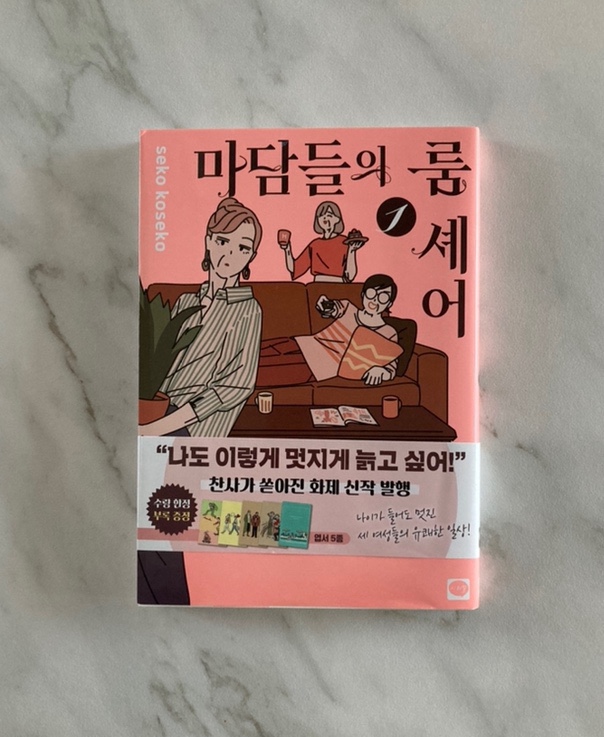 seko koseko
마담들의 룸
셰어
1
“나도 이렇게 멋지게 늙고 싶어!”
찬사가 쏟아진 화제 신작 발행
수량 한정
부록 증정
엽서 5종
나이가 들어도 멋진
세 여성들의 유쾌한 일상!